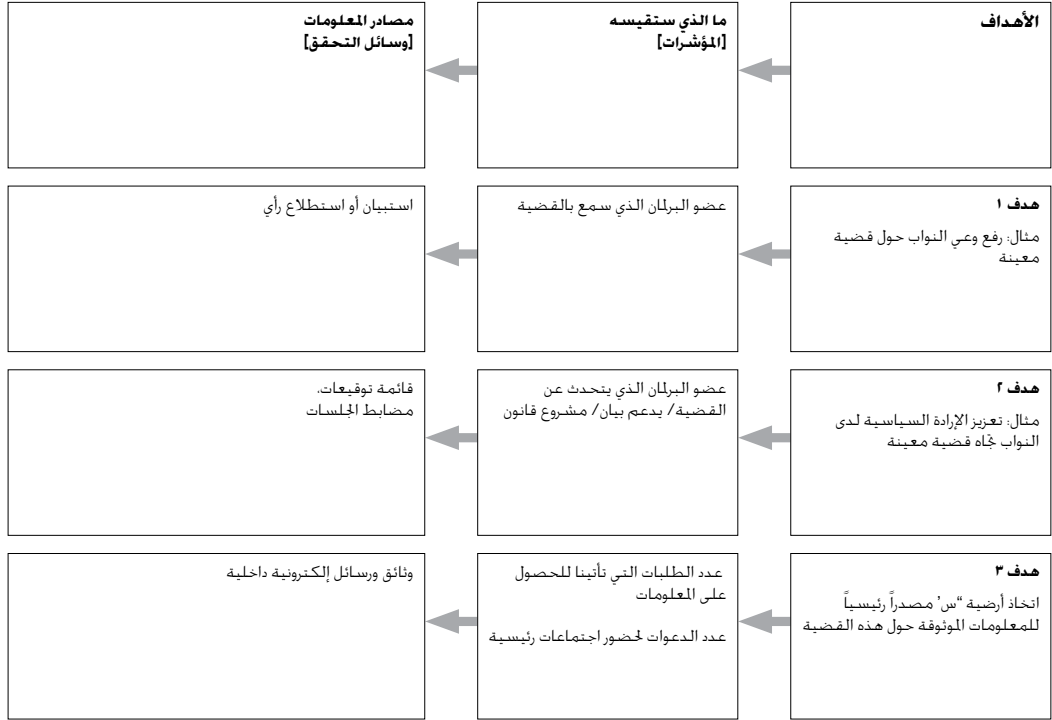 الأهداف
ما الذي ستقيسه
[المؤشرات]
مصادر المعلومات
[وسائل التحقق]
هدف ١
مثال: رفع وعي النواب حول قضية
معينة
عضو البرلمان الذي سمع بالقضية
استبيان أو استطلاع رأي
هدف ٢
مثال: تعزيز الإرادة السياسية لدى
النواب تجاه قضية معينة
عضو البرلمان الذي يتحدث عن
القضية/ يدعم بيان/ مشروع قانون
قائمة توقيعات،
مضابط الجلسات
هدف ٣
اتخاذ أرضية “س’ مصدراً رئيسياً
للمعلومات الموثوقة حول هذه القضية
عدد الطلبات التي تأتينا للحصول
على المعلومات
عدد الدعوات لحضور اجتماعات رئيسية
وثائق ورسائل إلكترونية داخلية